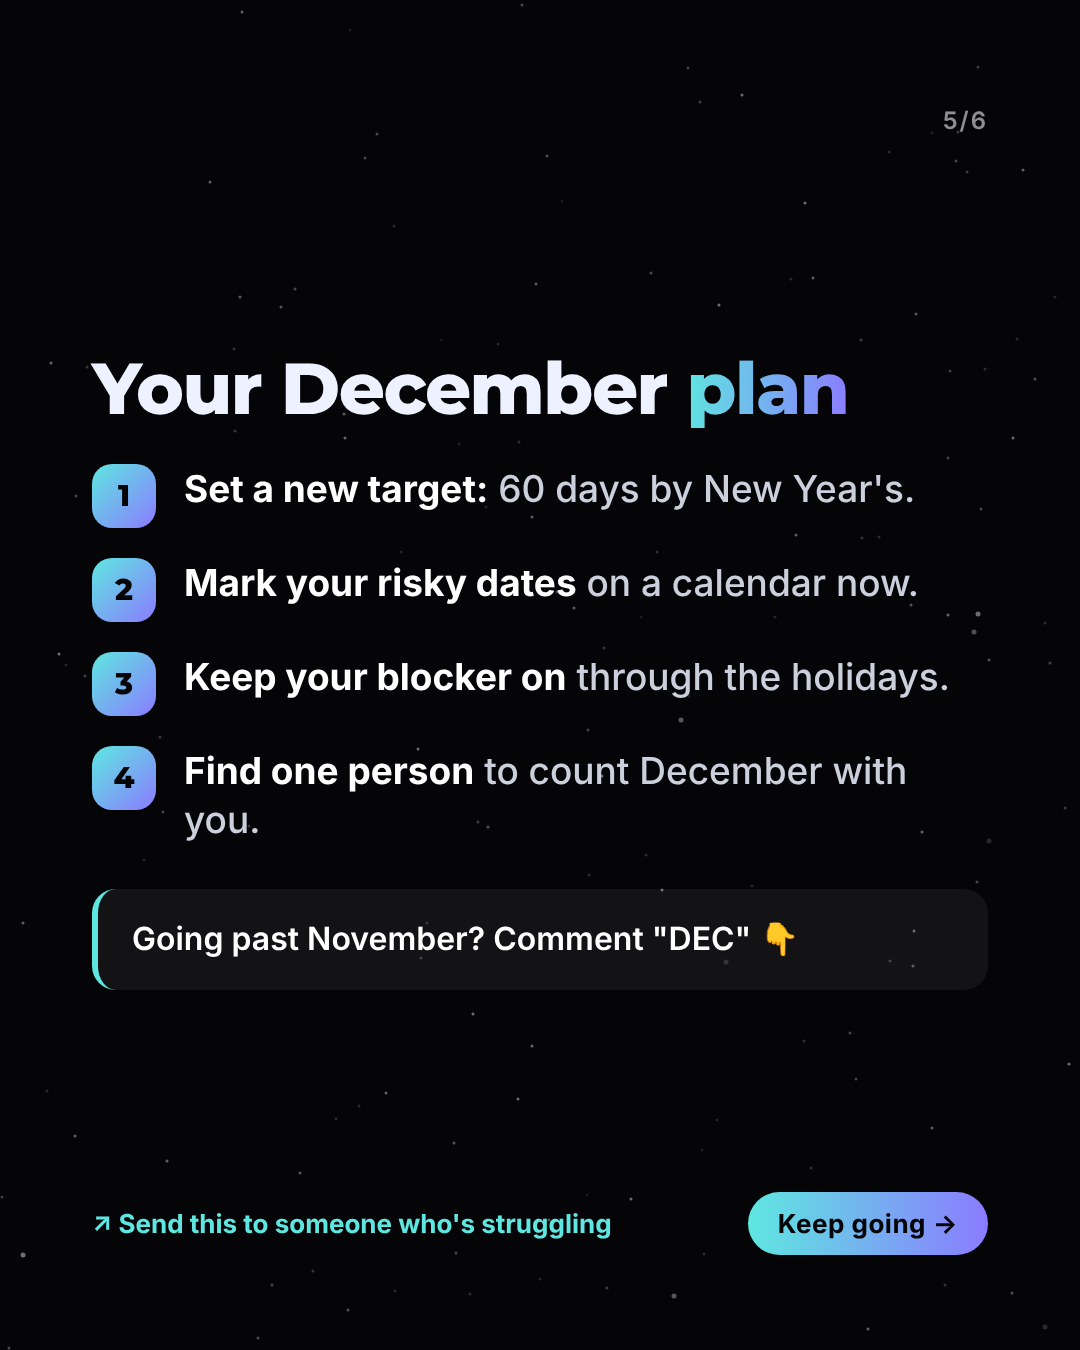 5/6
Your December plan
1 Set a new target: 60 days by New Year's.
2 Mark your risky dates on a calendar now.
3 Keep your blocker on through the holidays.
4 Find one person to count December with
you.
Going past November? Comment "DEC" 👇
↗ Send this to someone who's struggling
Keep going →